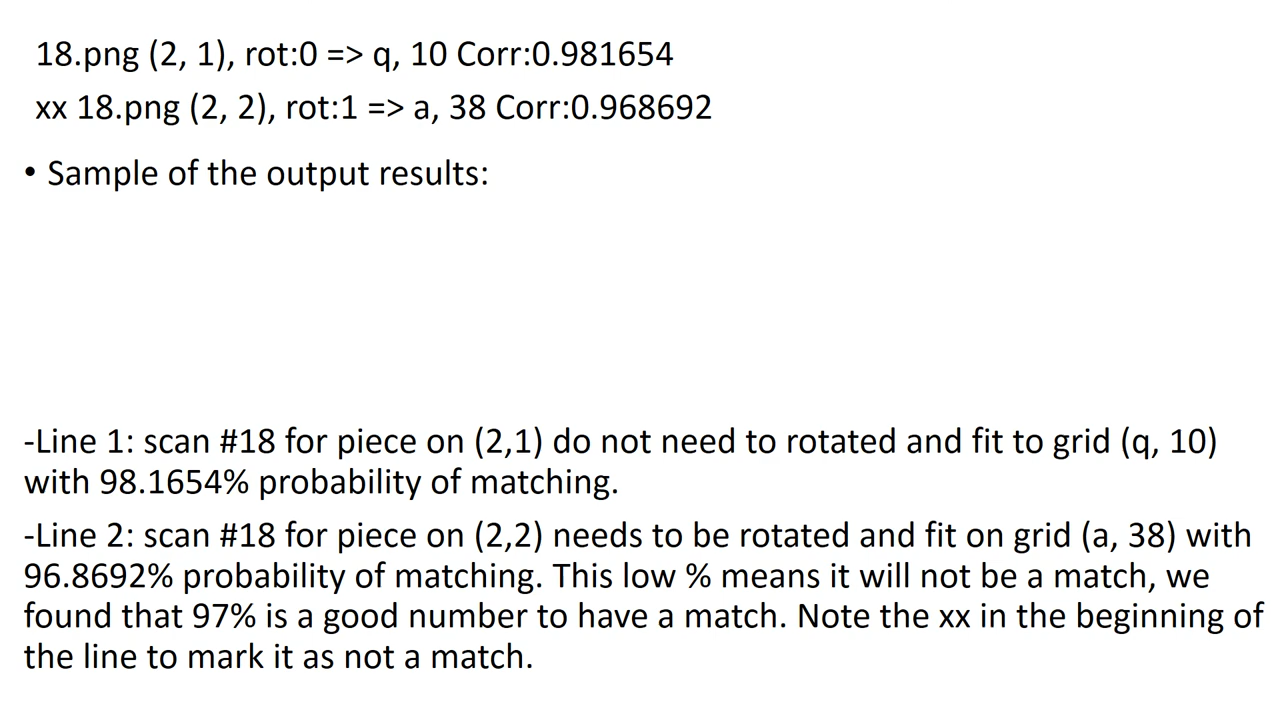 18.png (2, 1), rot:0 => q, 10 Corr:0.981654
xx 18.png (2, 2), rot:1 => a, 38 Corr:0.968692
• Sample of the output results:
-Line 1: scan #18 for piece on (2,1) do not need to rotated and fit to grid (q, 10)
with 98.1654% probability of matching.
-Line 2: scan #18 for piece on (2,2) needs to be rotated and fit on grid (a, 38) with
96.8692% probability of matching. This low % means it will not be a match, we
found that 97% is a good number to have a match. Note the xx in the beginning of
the line to mark it as not a match.